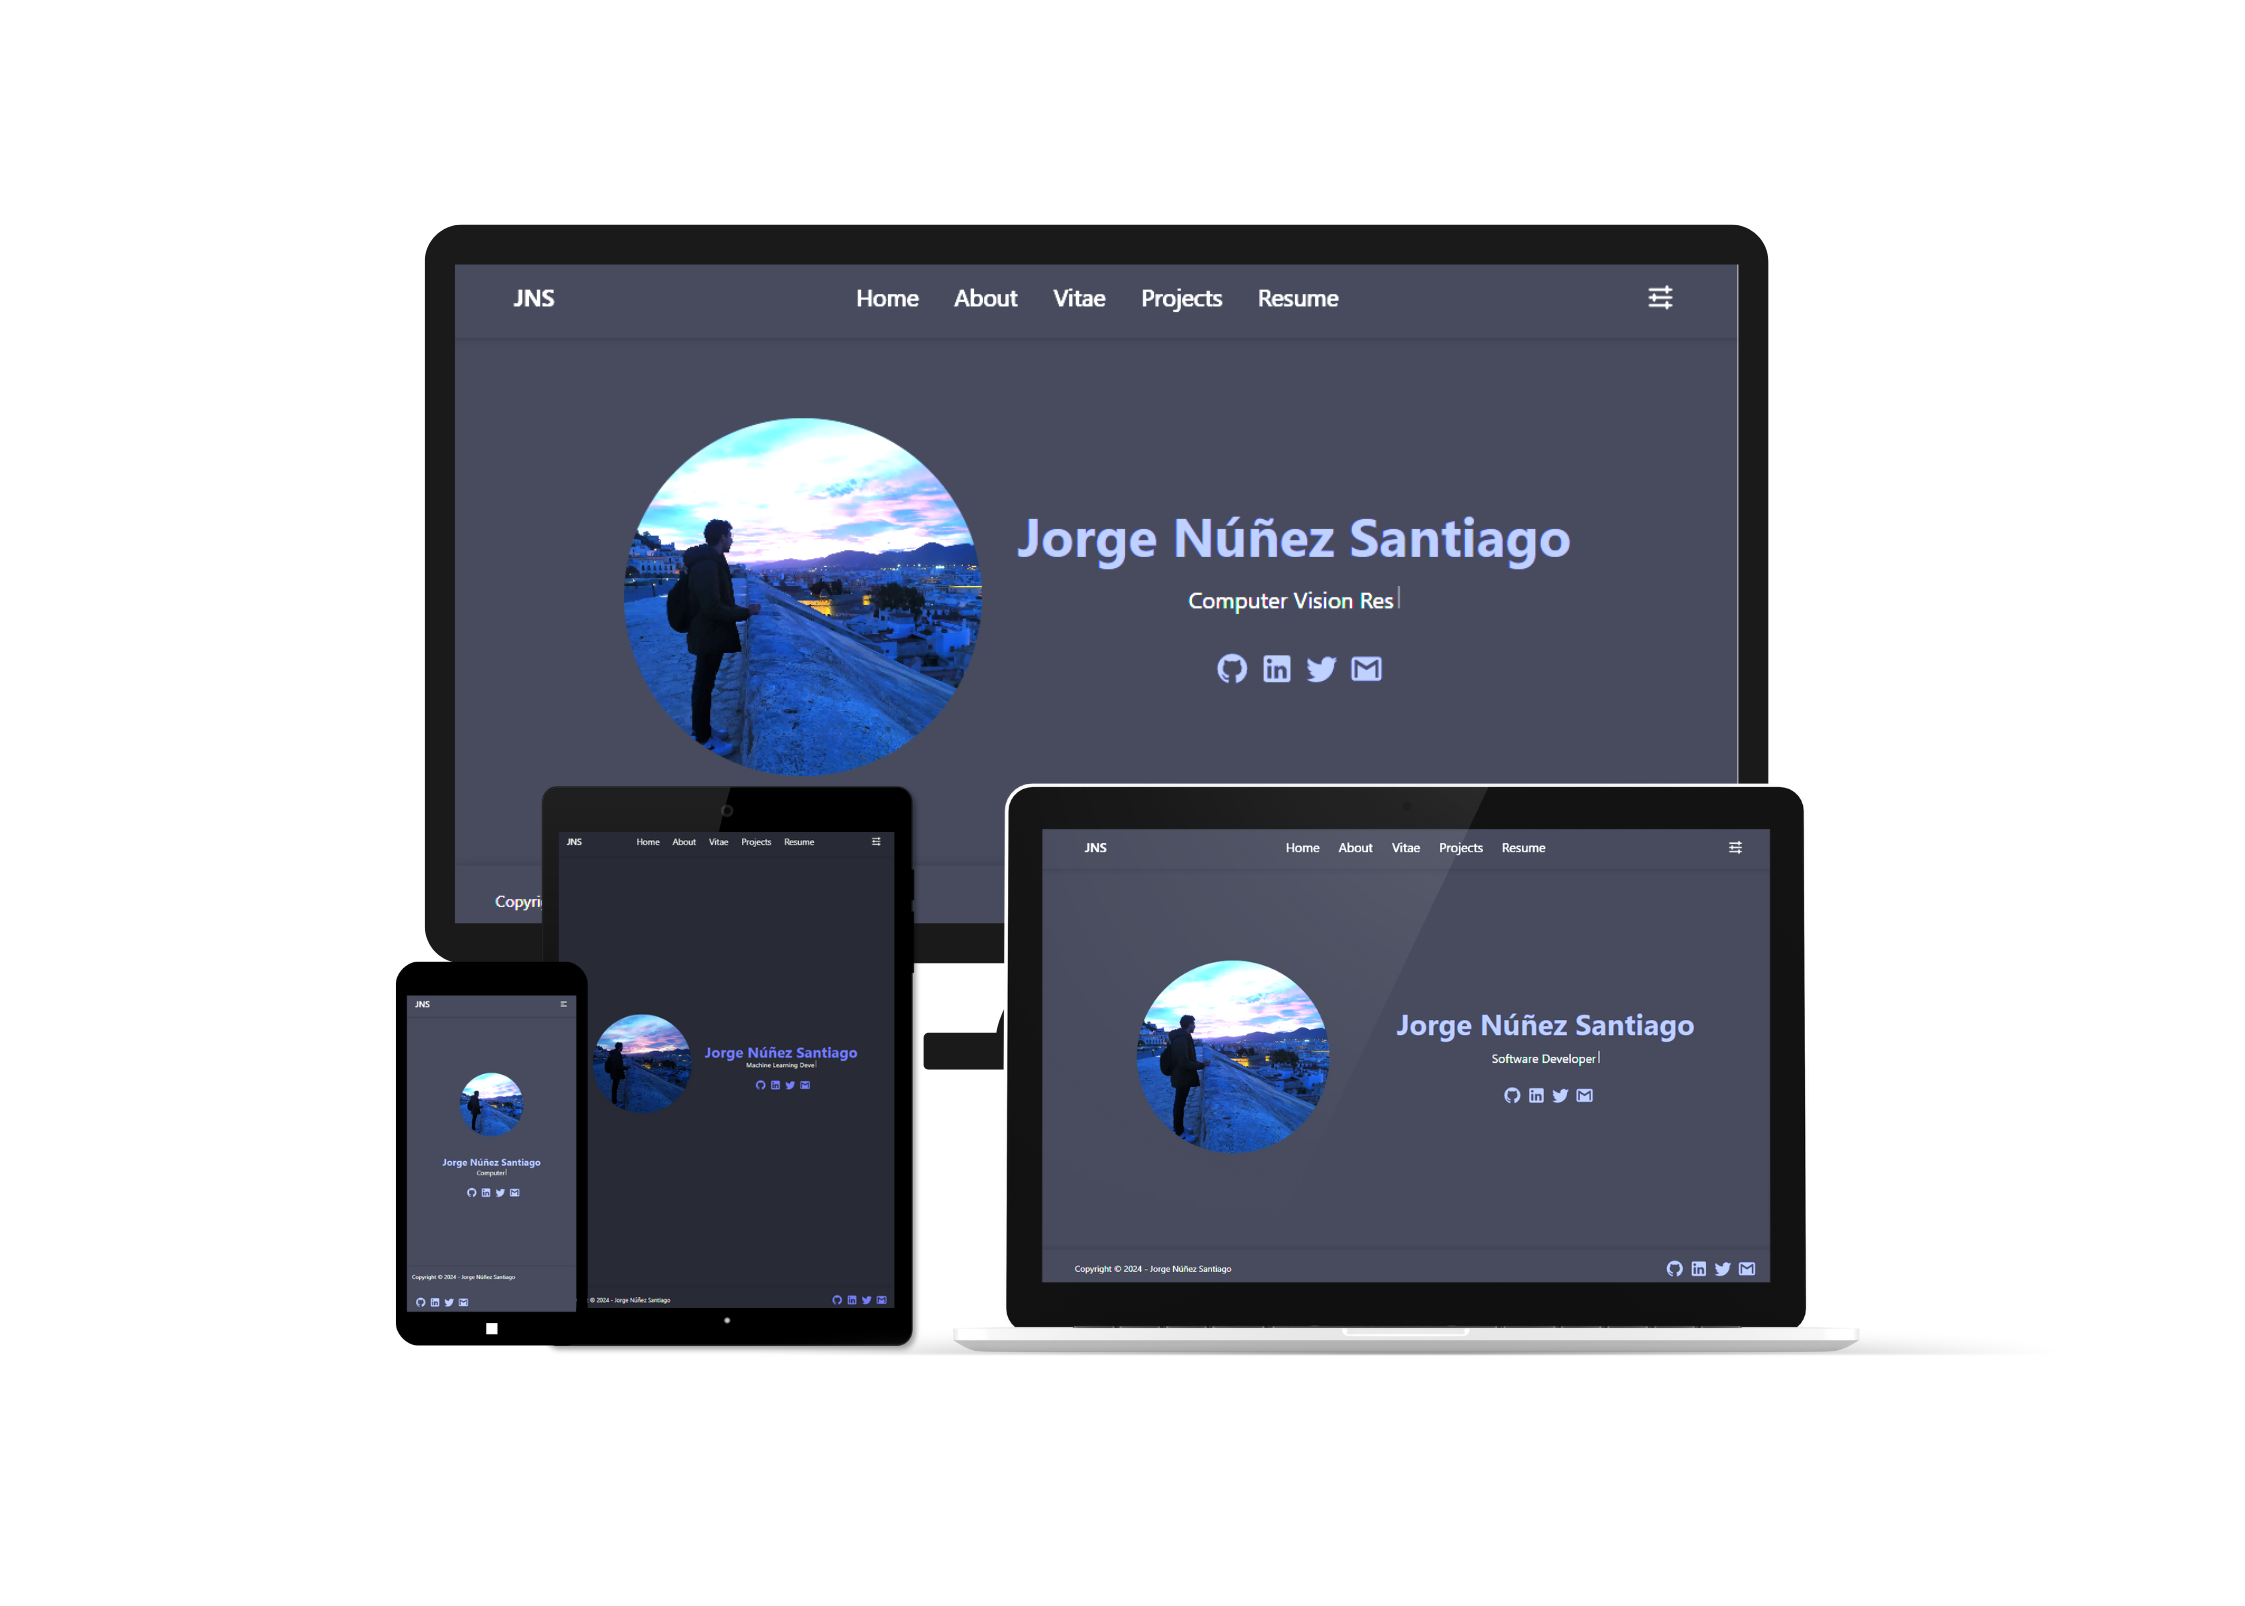 JNS Home About Vitae Projects Resume
Jorge Núñez Santiago
Computer Vision Res
JNS Home About Vitae Projects Resume
Jorge Núñez Santiago
Machine Learning Deve
© 2024 - Jorge Núñez Santiago
JNS Home About Vitae Projects Resume
Jorge Núñez Santiago
Software Developer
Copyright © 2024 - Jorge Núñez Santiago
JNS
Jorge Núñez Santiago
Computer
Copyright © 2024 - Jorge Núñez Santiago